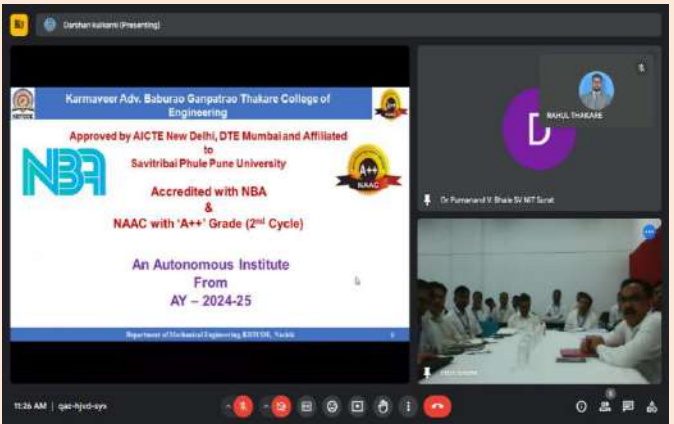 Darshan kulkarni (Presenting)
Karmaveer Adv. Baburao Ganpatrao Thakare College of
Engineering
Approved by AICTE New Delhi, DTE Mumbai and Affiliated
to
Savitribai Phule Pune University
NBA
Accredited with NBA
&
NAAC with ‘A++’ Grade (2nd Cycle)
A++
NAAC
An Autonomous Institute
From
AY – 2024-25
Department of Mechanical Engineering, KBTCOE, Nashik
RAHUL THAKARE
D
Dr Purnanand V. Bhale SV NIT Surat
11:26 AM | qaz-hjvd-syx